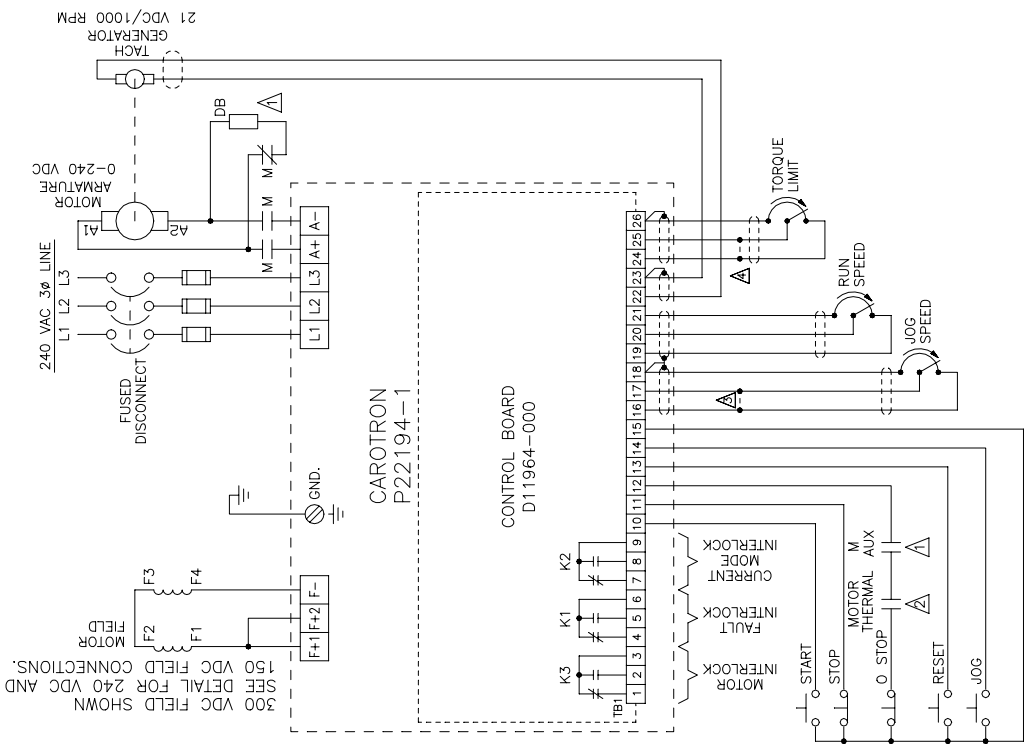 21 VDC/1000 RPM
GENERATOR
TACH
DB
1
M
M
M
0-240 VDC
ARMATURE
MOTOR
A1
A2
240 VAC 3ø LINE
L1
L2
L3
FUSED
DISCONNECT
L1
L2
L3
A+
A-
GND.
CAROTRON
P22194-1
CONTROL BOARD
D11964-000
F3
F4
F2
F1
FIELD
MOTOR
300 VDC FIELD SHOWN
SEE DETAIL FOR 240 VDC AND
150 VDC FIELD CONNECTIONS.
F+1
F+2
F-
K3
K1
K2
TB1
1
2
3
4
5
6
7
8
9
10
11
12
13
14
15
16
17
18
19
20
21
22
23
24
25
26
MOTOR
INTERLOCK
FAULT
INTERLOCK
CURRENT
MODE
INTERLOCK
TORQUE
LIMIT
4
RUN
SPEED
JOG
SPEED
3
M
AUX
1
MOTOR
THERMAL
2
START
STOP
O STOP
RESET
JOG